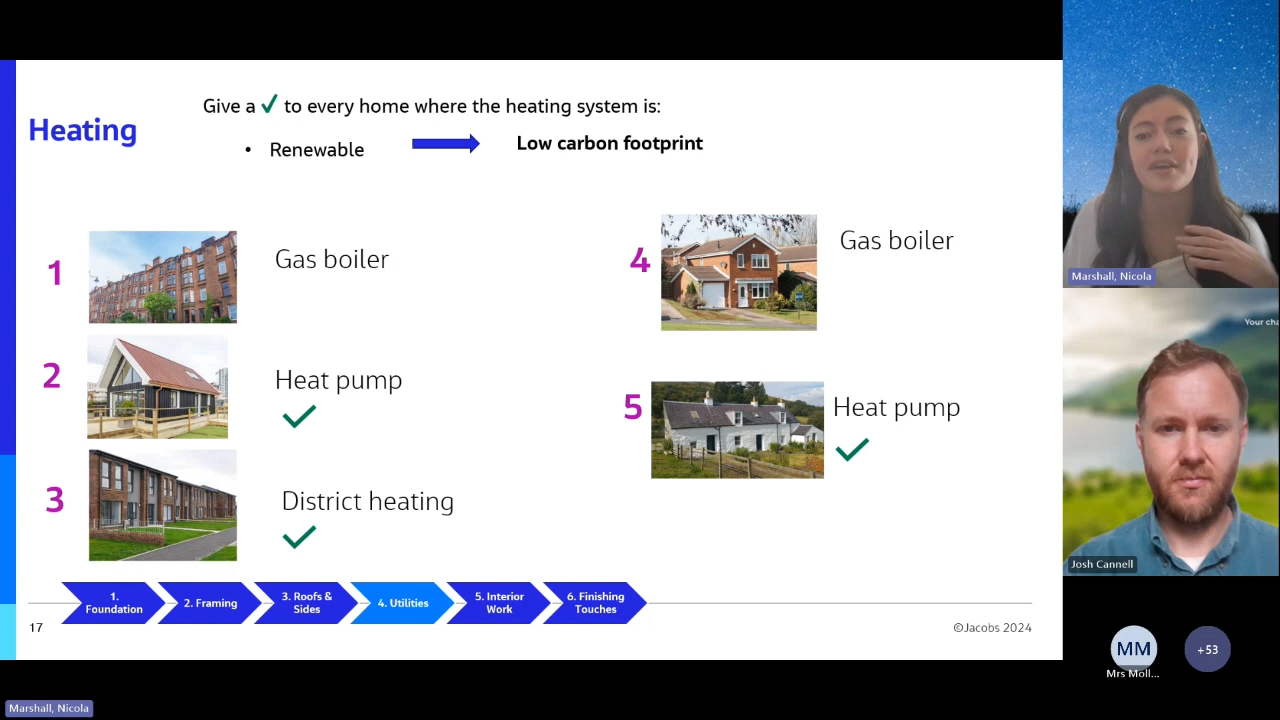 Heating
Give a ✓ to every home where the heating system is:
• Renewable
Low carbon footprint
1
Gas boiler
2
Heat pump
✓
3
District heating
✓
4
Gas boiler
5
Heat pump
✓
1.
Foundation
2. Framing
3. Roofs &
Sides
4. Utilities
5. Interior
Work
6. Finishing
Touches
17
©Jacobs 2024
Marshall, Nicola
Your cha
Josh Cannell
MM
Mrs Moll...
+53
Marshall, Nicola